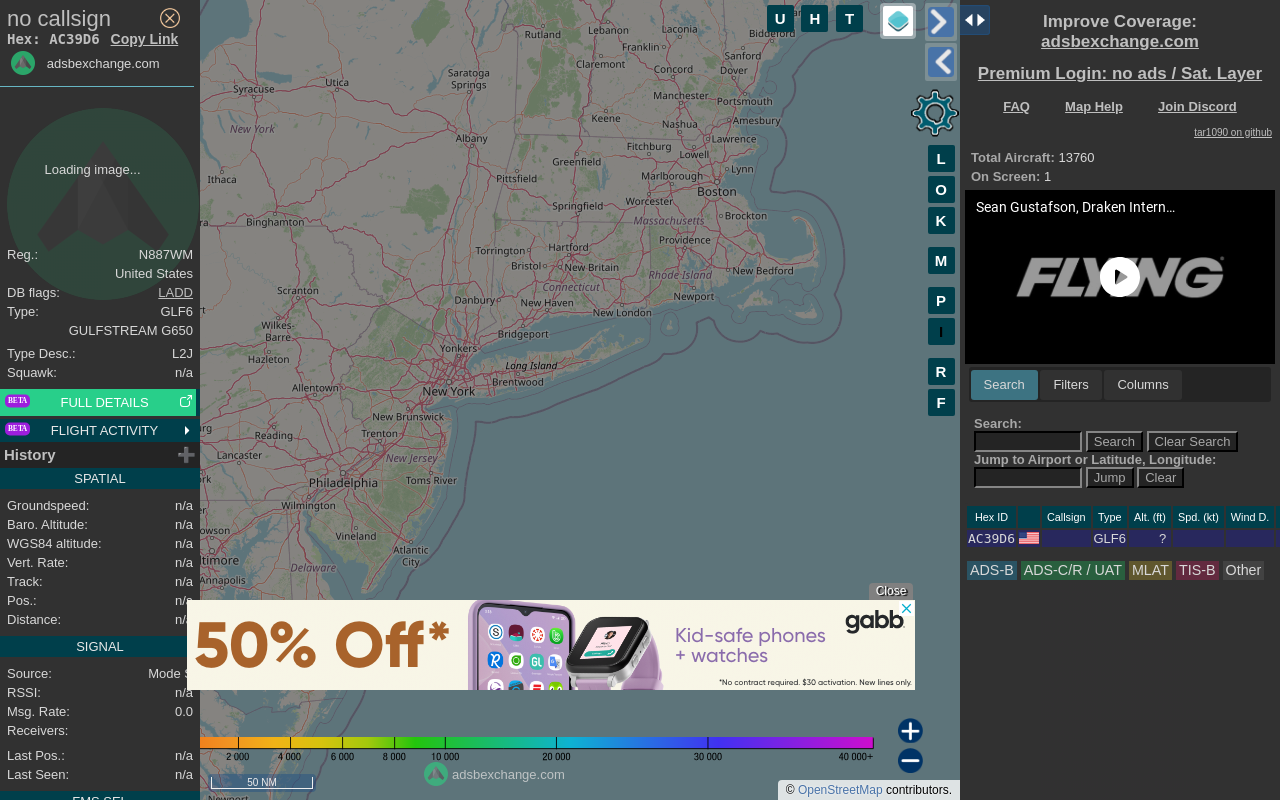 no callsign
Hex: AC39D6 Copy Link
adsbexchange.com
Loading image...
Reg.: N887WM
United States
DB flags: LADD
Type: GLF6
GULFSTREAM G650
Type Desc.: L2J
Squawk: n/a
BETA FULL DETAILS
BETA FLIGHT ACTIVITY
History
SPATIAL
Groundspeed: n/a
Baro. Altitude: n/a
WGS84 altitude: n/a
Vert. Rate: n/a
Track: n/a
Pos.: n/a
Distance: n/a
SIGNAL
Source: Mode S
RSSI: n/a
Msg. Rate: 0.0
Receivers:
Last Pos.: n/a
Last Seen: n/a
FMS SEL
U H T
Rutland
Lebanon
Laconia
Biddeford
Franklin
Sanford
Claremont
Concord
Dover
Saratoga
Springs
Utica
Syracuse
Manchester
Portsmouth
Keene
Nashua
Amesbury
New York
Albany
Fitchburg
Lawrence
Lowell
Greenfield
Lynn
Ithaca
Pittsfield
Marlborough
Boston
Worcester
Springfield
Massachusetts
Brockton
Binghamton
Providence
Torrington
Hartford
Bristol
New Britain
Rhode Island
New Bedford
Connecticut
Scranton
Danbury
New Haven
Newport
New London
Wilkes-
Barre
Bridgeport
Yonkers
Hazleton
Long Island
Brentwood
Allentown
New York
New Brunswick
Reading
Trenton
Lancaster
New Jersey
Philadelphia
Toms River
Wilmington
Vineland
Atlantic
City
Delaware
Annapolis
L
O
K
M
P
I
R
F
Close
50% Off*
Kid-safe phones
+ watches
gabb
*No contract required. $30 activation. New lines only.
2 000 4 000 6 000 8 000 10 000 20 000 30 000 40 000+
adsbexchange.com
50 NM
Newport
© OpenStreetMap contributors.
Improve Coverage:
adsbexchange.com
Premium Login: no ads / Sat. Layer
FAQ Map Help Join Discord
tar1090 on github
Total Aircraft: 13760
On Screen: 1
Sean Gustafson, Draken Intern...
FLYING
Search Filters Columns
Search:
Search Clear Search
Jump to Airport or Latitude, Longitude:
Jump Clear
Hex ID Callsign Type Alt. (ft) Spd. (kt) Wind D.
AC39D6 GLF6 ?
ADS-B ADS-C/R / UAT MLAT TIS-B Other